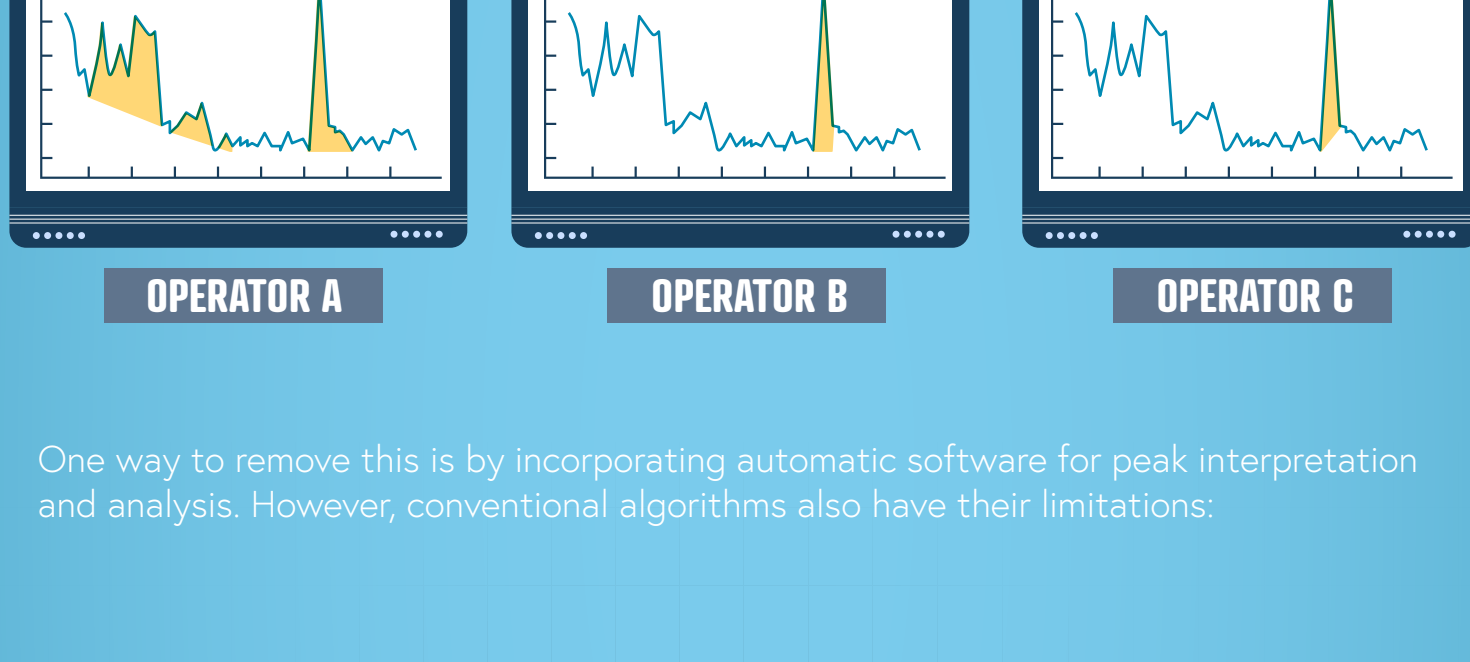 OPERATOR A
OPERATOR B
OPERATOR C
One way to remove this is by incorporating automatic software for peak interpretation
and analysis. However, conventional algorithms also have their limitations: